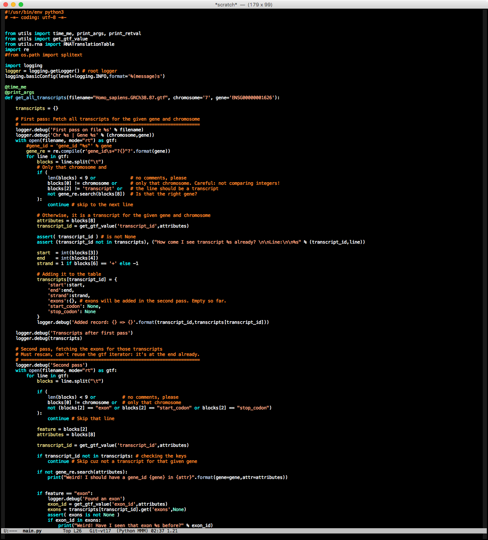 *scratch* — (179 x 99)
#!/usr/bin/env python3
# -*- coding: utf-8 -*-
from utils import time_me, print_args, print_retval
from utils import get_gtf_value
from utils.rna import RNATranslationTable
import re
#from os.path import splitext
import logging
logger = logging.getLogger() # root logger
logging.basicConfig(level=logging.INFO,format='%(message)s')
@time_me
@print_args
def get_all_transcripts(filename="Homo_sapiens.GRCh38.87.gtf", chromosome='7', gene='ENSG00000001626'):
transcripts = {}
# First pass: Fetch all transcripts for the given gene and chromosome
# ============================================================
logger.debug('First pass on file %s' % filename)
logger.debug('Chr %s | Gene %s' % (chromosome,gene))
with open(filename, mode="rt") as gtf:
#gene_id = 'gene_id "%s"' % gene
gene_re = re.compile(r'gene_id\s+"?{}"?'.format(gene))
for line in gtf:
blocks = line.split("\t")
# Only that chromosome and
if (
len(blocks) < 9 or # no comments, please
blocks[0] != chromosome or # only that chromosome. Careful: not comparing integers!
blocks[2] != 'transcript' or # the line should be a transcript
not gene_re.search(blocks[8]) # Is that the right gene?
):
continue # skip to the next line
# Otherwise, it is a transcript for the given gene and chromosome
attributes = blocks[8]
transcript_id = get_gtf_value('transcript_id',attributes)
assert( transcript_id ) # is not None
assert (transcript_id not in transcripts), ("How come I see transcript %s already? \n\nLine:\n\n%s" % (transcript_id,line))
start = int(blocks[3])
end = int(blocks[4])
strand = 1 if blocks[6] == '+' else -1
# Adding it to the table
transcripts[transcript_id] = {
'start':start,
'end':end,
'strand':strand,
'exons':{}, # exons will be added in the second pass. Empty so far.
'start_codon': None,
'stop_codon': None
}
logger.debug('Added record: {} => {}'.format(transcript_id,transcripts[transcript_id]))
logger.debug('Transcripts after first pass')
logger.debug(transcripts)
# Second pass, fetching the exons for those transcripts
# Must rescan, can't reuse the gtf iterator: it's at the end already.
# ============================================================
logger.debug('Second pass')
with open(filename, mode="rt") as gtf:
for line in gtf:
blocks = line.split("\t")
if (
len(blocks) < 9 or # no comments, please
blocks[0] != chromosome or # only that chromosome
not (blocks[2] == "exon" or blocks[2] == "start_codon" or blocks[2] == "stop_codon")
):
continue # Skip that line
feature = blocks[2]
attributes = blocks[8]
transcript_id = get_gtf_value('transcript_id',attributes)
if transcript_id not in transcripts: # checking the keys
continue # Skip cuz not a transcript for that given gene
if not gene_re.search(attributes):
print("Weird! I should have a gene_id {gene} in {attr}".format(gene=gene,attr=attributes))
if feature == "exon":
logger.debug('Found an exon')
exon_id = get_gtf_value('exon_id',attributes)
exons = transcripts[transcript_id].get('exons',None)
assert( exons is not None )
if exon_id in exons:
print("Weird: Have I seen that exon %s before?" % exon_id)
main.py Top L26 (Python MRM) 02:37 1.21